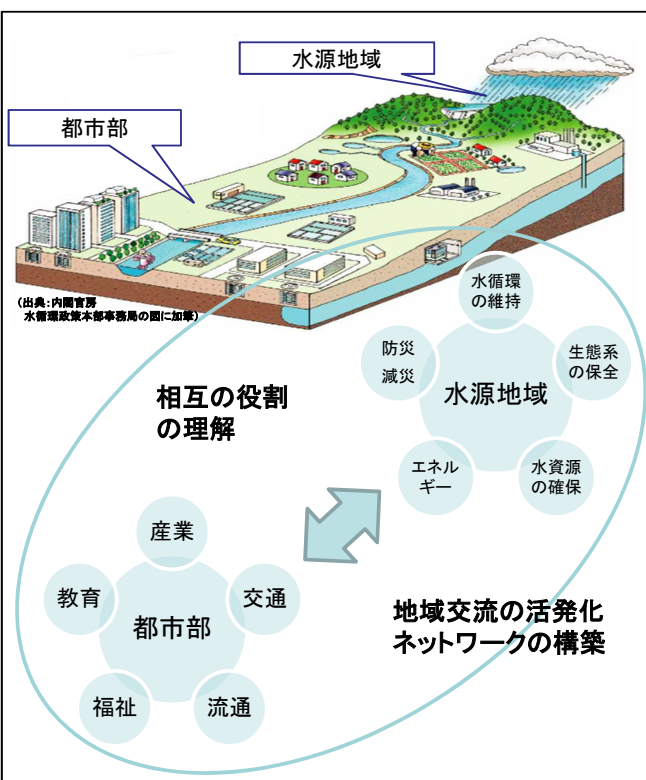 水源地域
都市部
（出典：内閣官房
水循環政策本部事務局の図に加筆）
水循環
の維持
防災
減災
生態系
の保全
水源地域
エネル
ギー
水資源
の確保
相互の役割
の理解
産業
教育
交通
都市部
福祉
流通
地域交流の活発化
ネットワークの構築